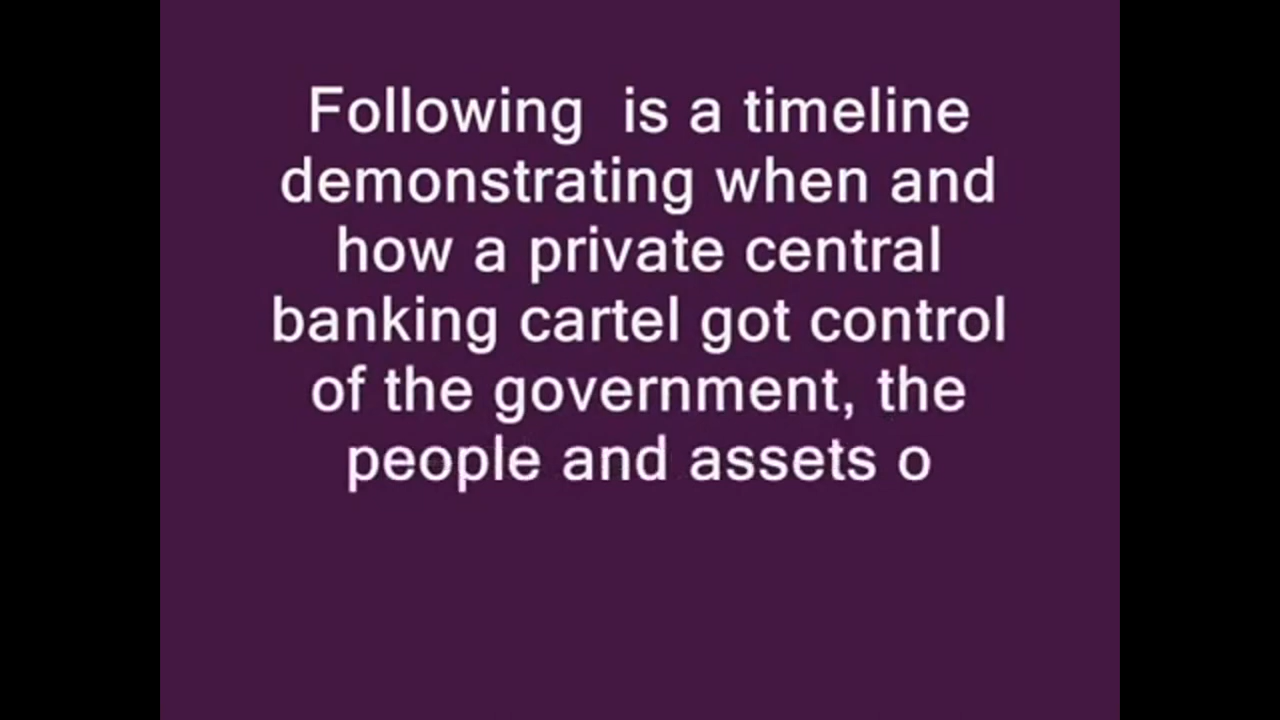 Following  is a timeline
demonstrating when and
how a private central
banking cartel got control
of the government, the
people and assets o